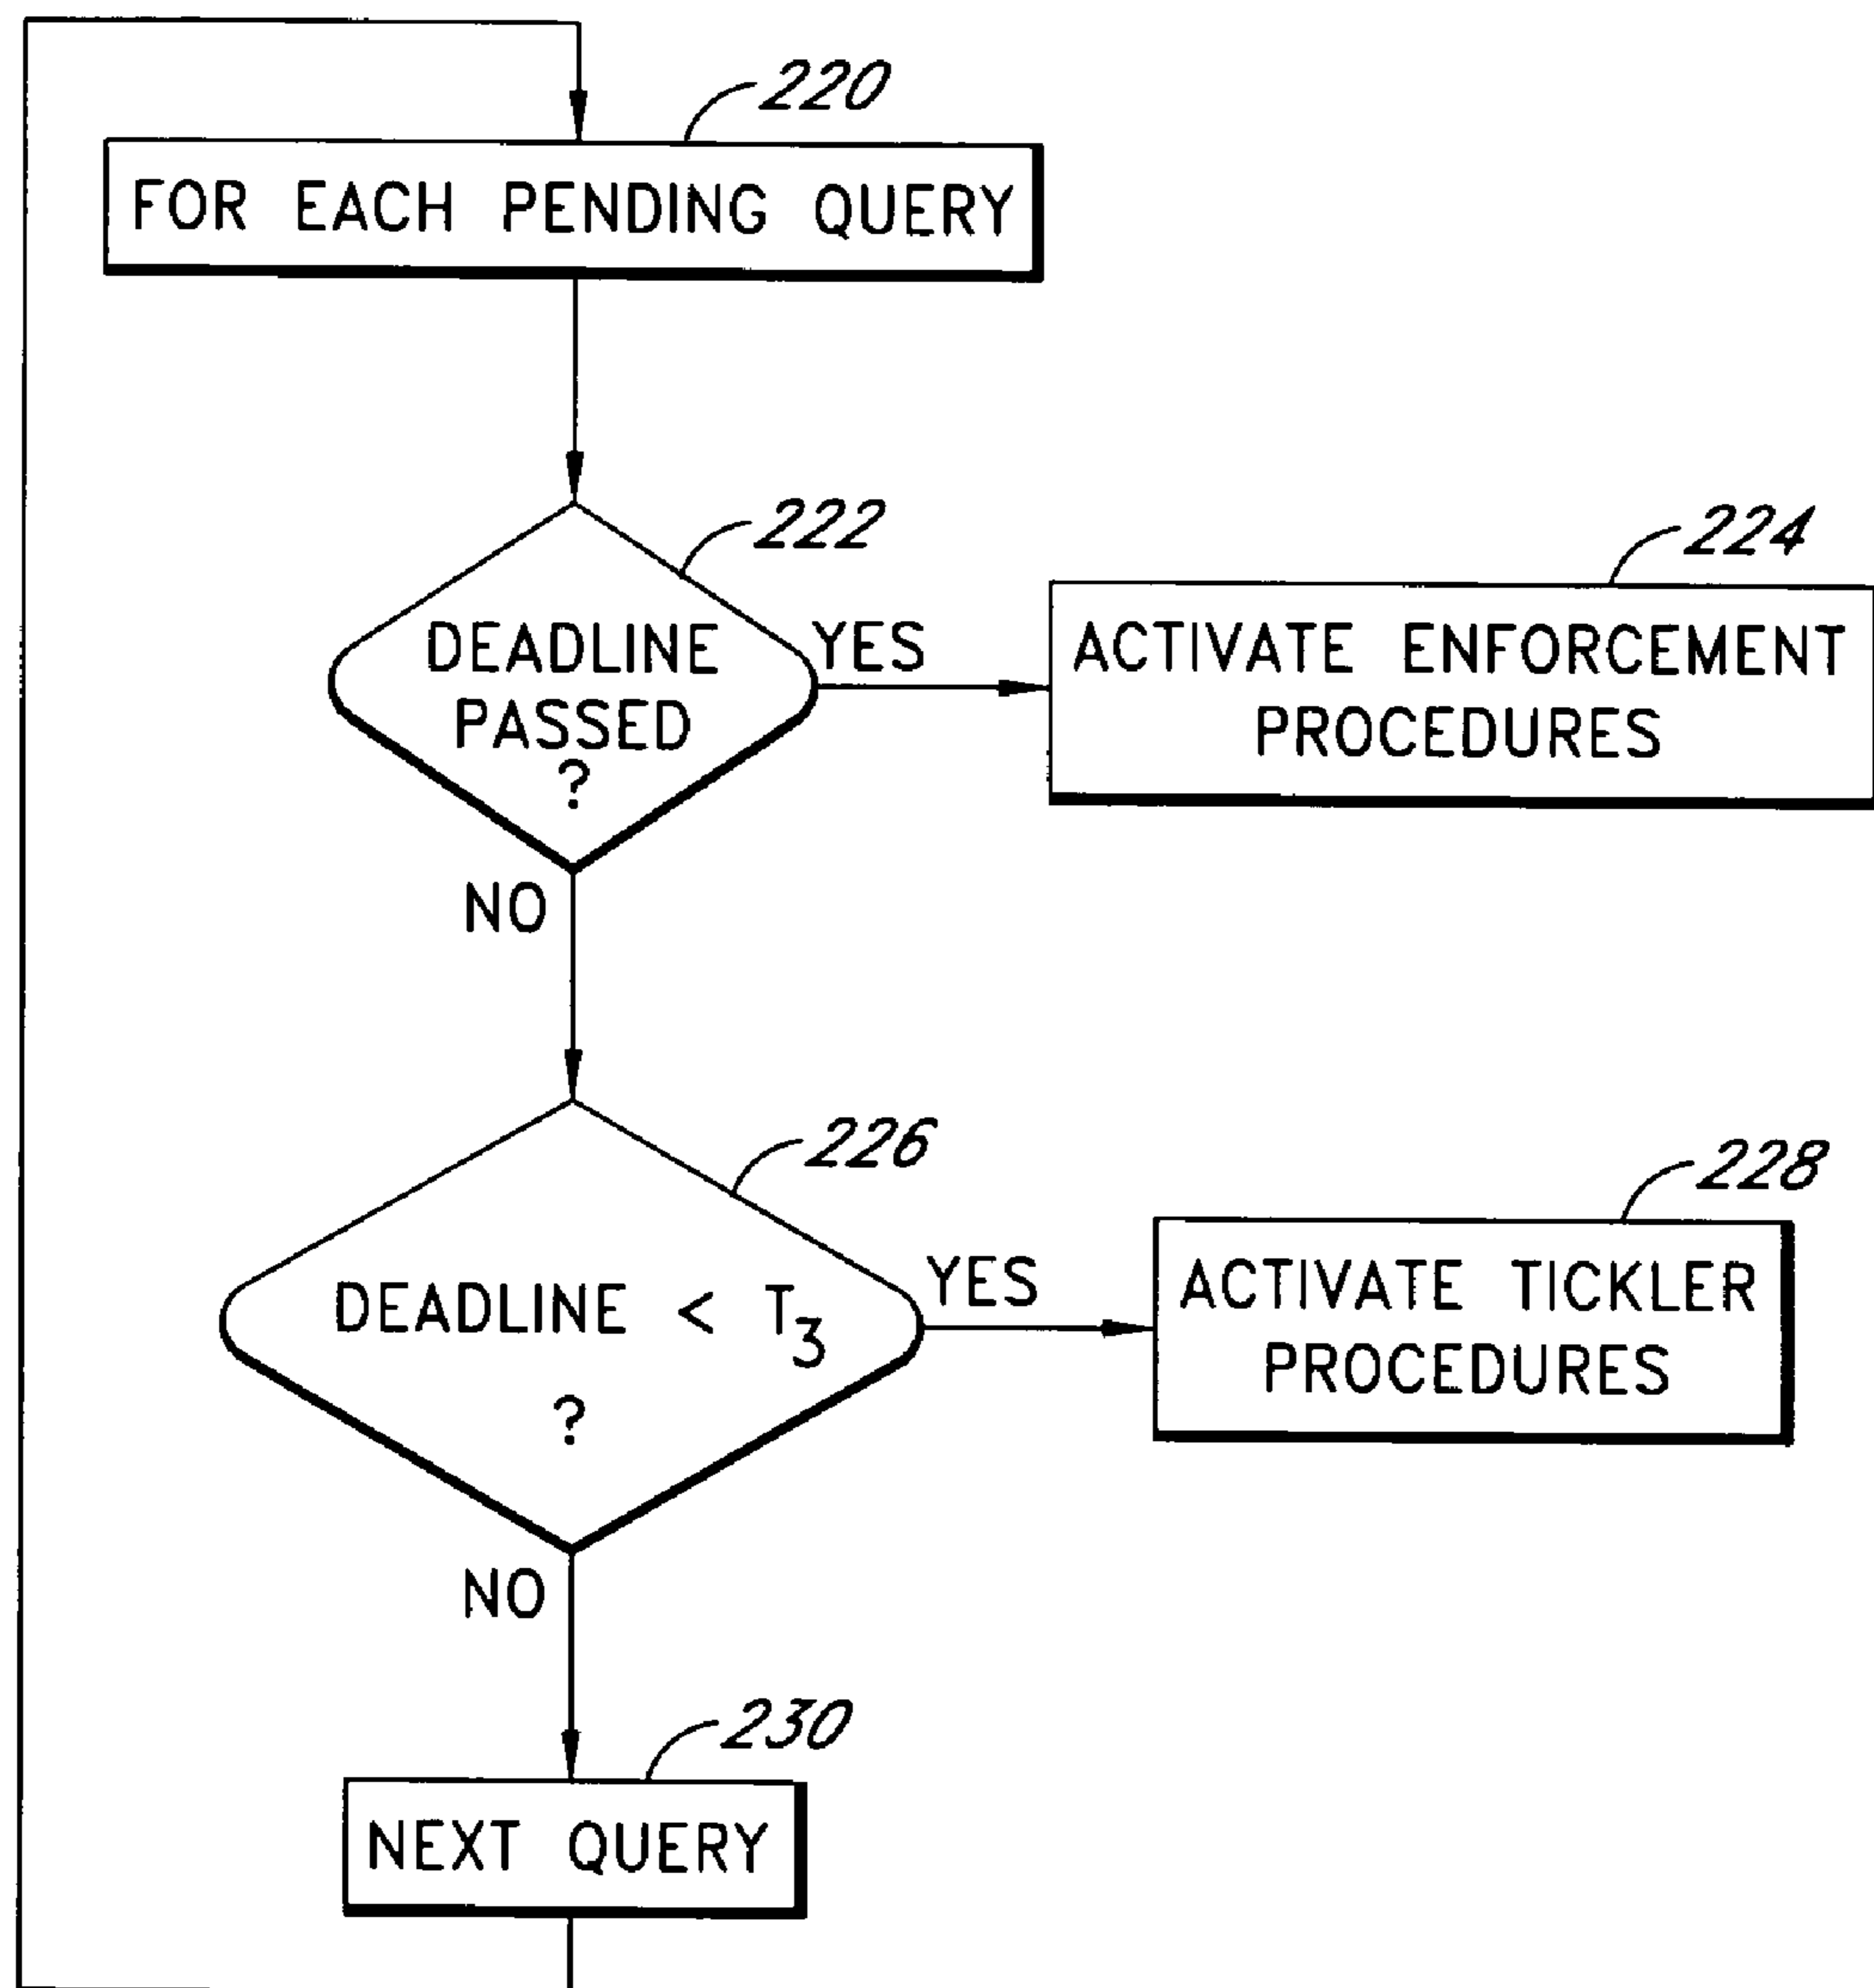 220
FOR EACH PENDING QUERY
222
DEADLINE
PASSED
?
YES
224
ACTIVATE ENFORCEMENT
PROCEDURES
NO
226
DEADLINE < T3
?
YES
228
ACTIVATE TICKLER
PROCEDURES
NO
230
NEXT QUERY